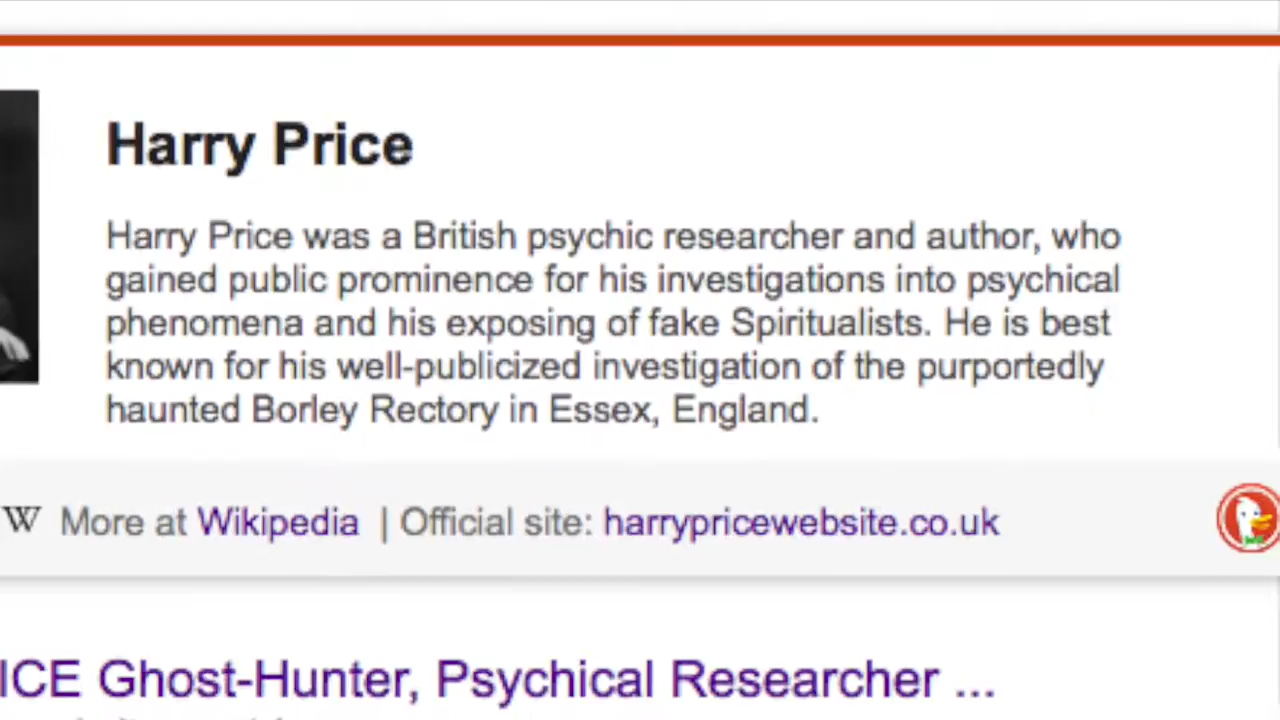 Harry Price
Harry Price was a British psychic researcher and author, who
gained public prominence for his investigations into psychical
phenomena and his exposing of fake Spiritualists. He is best
known for his well-publicized investigation of the purportedly
haunted Borley Rectory in Essex, England.
W More at Wikipedia | Official site: harrypricewebsite.co.uk
ICE Ghost-Hunter, Psychical Researcher ...